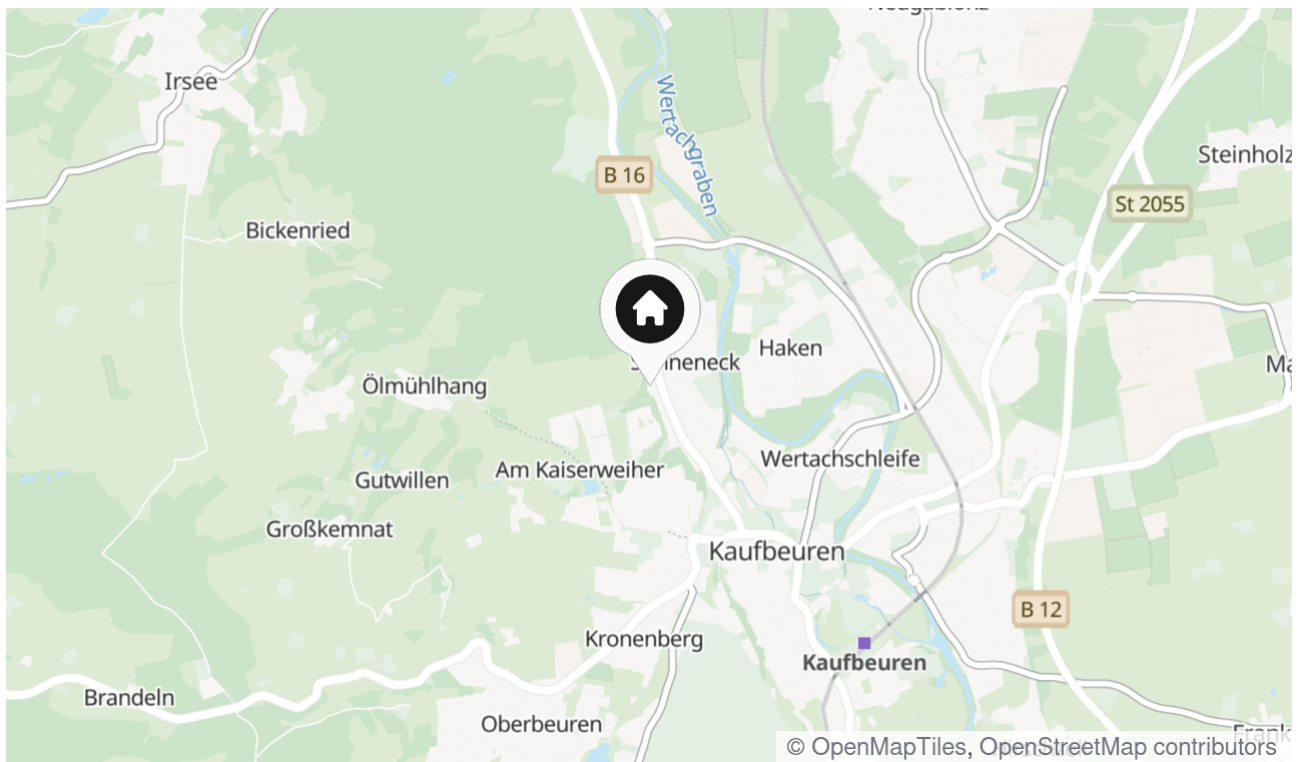 Irsee
Wertachgraben
B 16
Steinholz
St 2055
Bickenried
Haken
Ölmühlhang
Wertachschleife
Am Kaiserweiher
Gutwillen
Großkemnat
Kaufbeuren
B 12
Kronenberg
Kaufbeuren
Brandeln
Oberbeuren
© OpenMapTiles, OpenStreetMap contributors